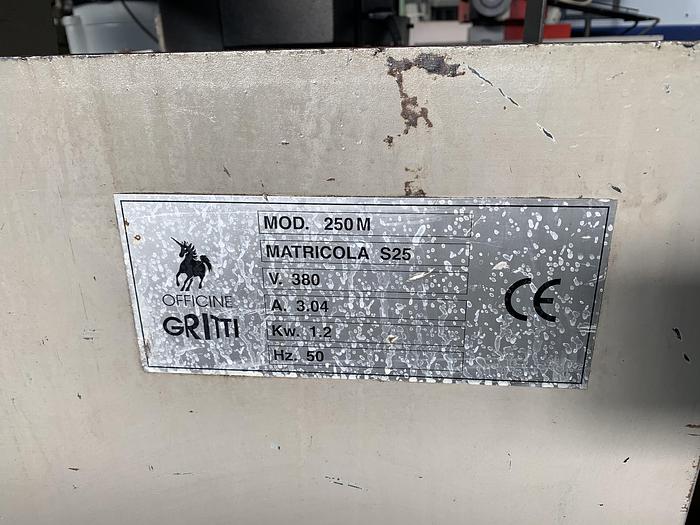 OFFICINE
GRITTI
MOD. 250 M
MATRICOLA S25
V. 380
A. 3.04
Kw. 1.2
Hz. 50
CE